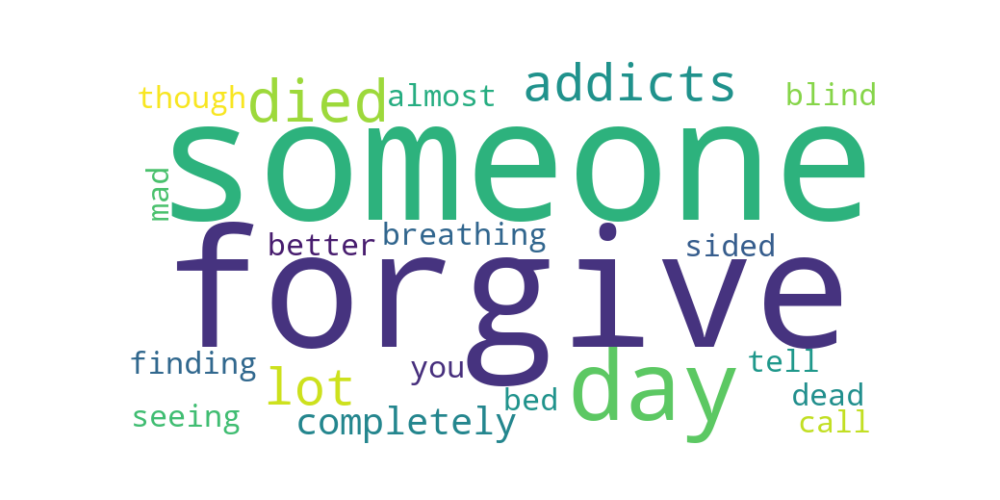 though died almost addicts blind
someone
mad
forgive
better breathing sided
finding lot you day tell
bed dead
seeing completely call